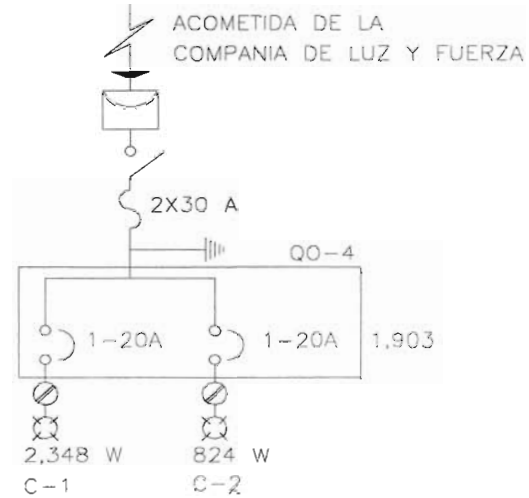 ACOMETIDA DE LA
COMPANIA DE LUZ Y FUERZA
2X30 A
QO-4
1-20A
1-20A
1,903
2,348 W
824 W
C-1
C-2